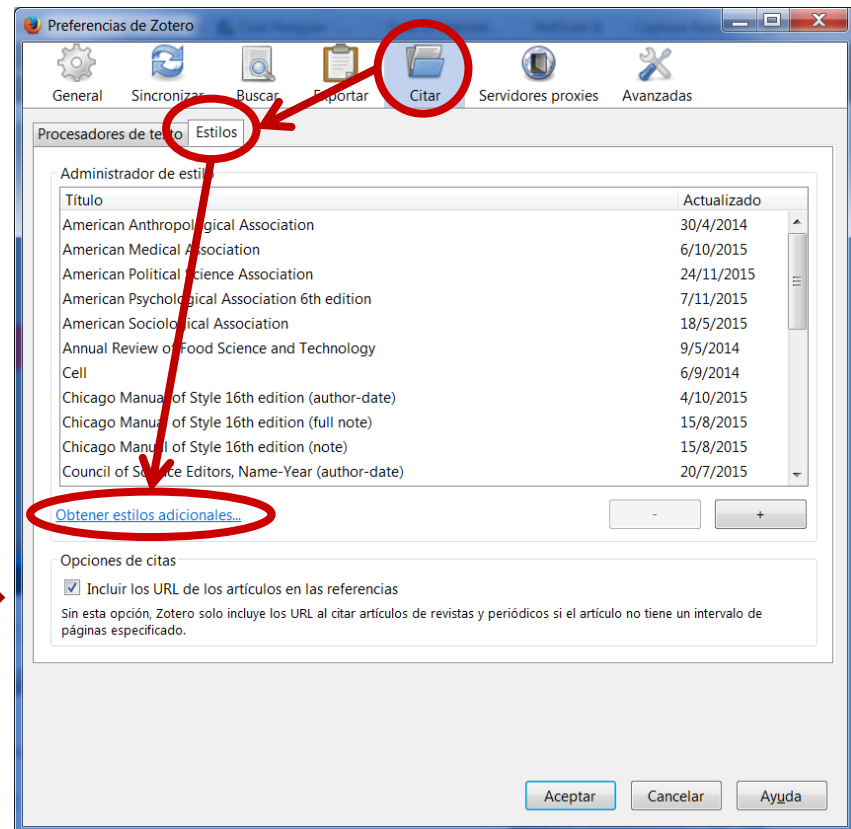 Preferencias de Zotero
General Sincronizar Buscar Exportar Citar Servidores proxies Avanzadas
Procesadores de texto Estilos
Administrador de estilo
Título Actualizado
American Anthropological Association 30/4/2014
American Medical Association 6/10/2015
American Political Science Association 24/11/2015
American Psychological Association 6th edition 7/11/2015
American Sociological Association 18/5/2015
Annual Review of Food Science and Technology 9/5/2014
Cell 6/9/2014
Chicago Manual of Style 16th edition (author-date) 4/10/2015
Chicago Manual of Style 16th edition (full note) 15/8/2015
Chicago Manual of Style 16th edition (note) 15/8/2015
Council of Science Editors, Name-Year (author-date) 20/7/2015
Obtener estilos adicionales... - +
Opciones de citas
Incluir los URL de los artículos en las referencias
Sin esta opción, Zotero solo incluye los URL al citar artículos de revistas y periódicos si el artículo no tiene un intervalo de
páginas especificado.
Aceptar Cancelar Ayuda